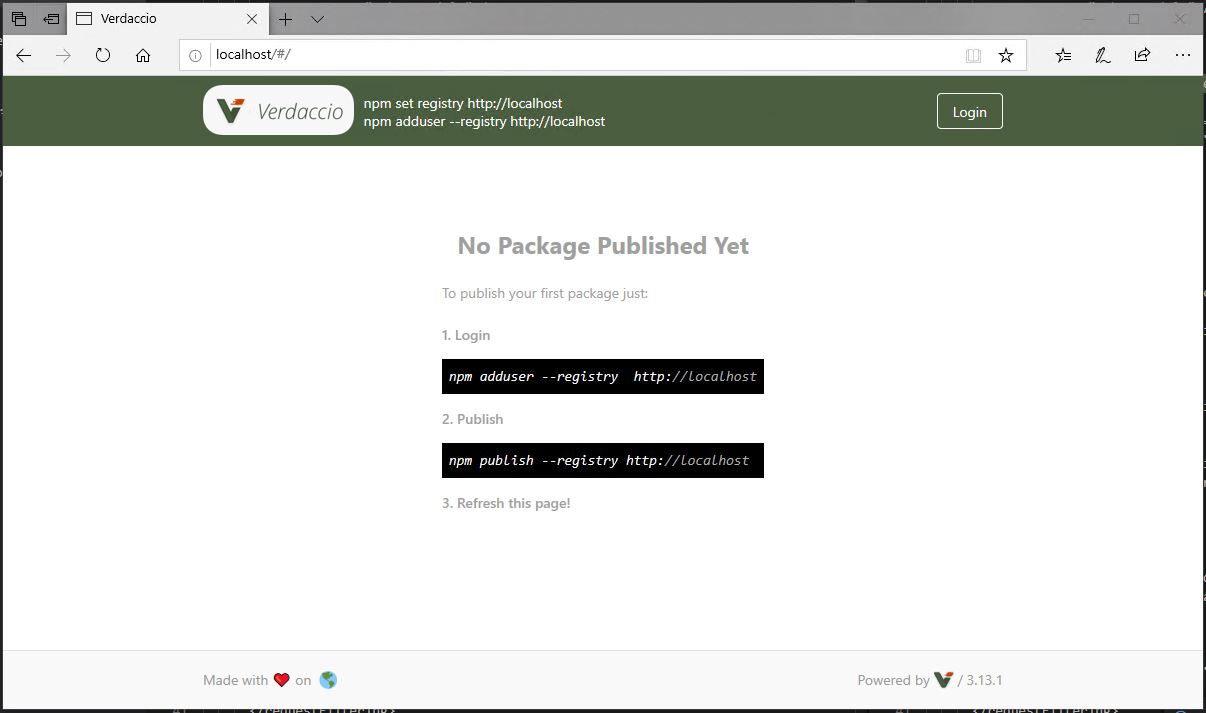 Verdaccio
localhost/#/
Verdaccio
npm set registry http://localhost
npm adduser --registry http://localhost
Login
No Package Published Yet
To publish your first package just:
1. Login
npm adduser --registry  http://localhost
2. Publish
npm publish --registry http://localhost
3. Refresh this page!
Made with ❤ on 🌎
Powered by / 3.13.1